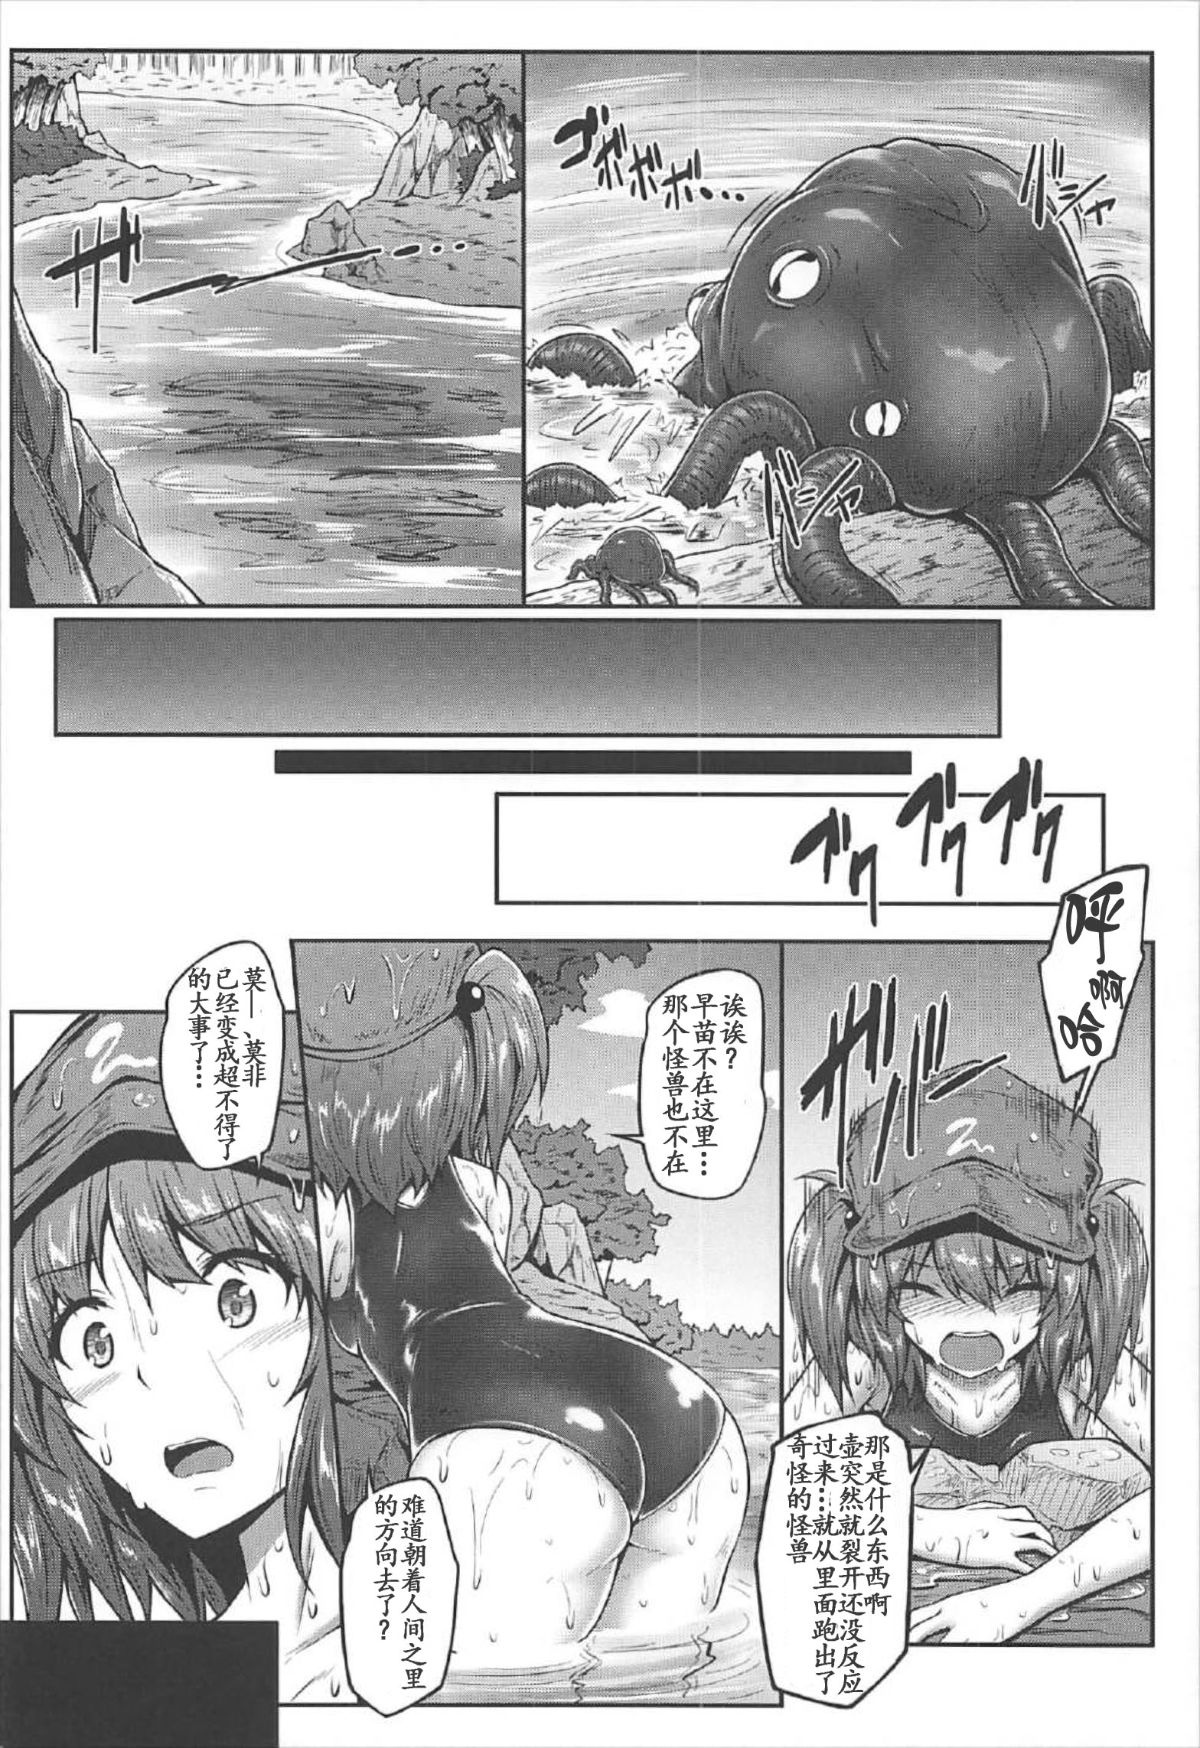 ゴボボボ…
バシャ
バシャ
ザザ…
ブクブクブク
ザバァ
呼
啊
哈
那是什么东西啊
壶突然就裂开还没反应
过来…就从里面跑出了
奇怪的怪兽
诶诶？
早苗不在这里…
那个怪兽也不在
难道朝着人间之里
的方向去了？
莫—、莫非
已经变成超不得了
的大事了…